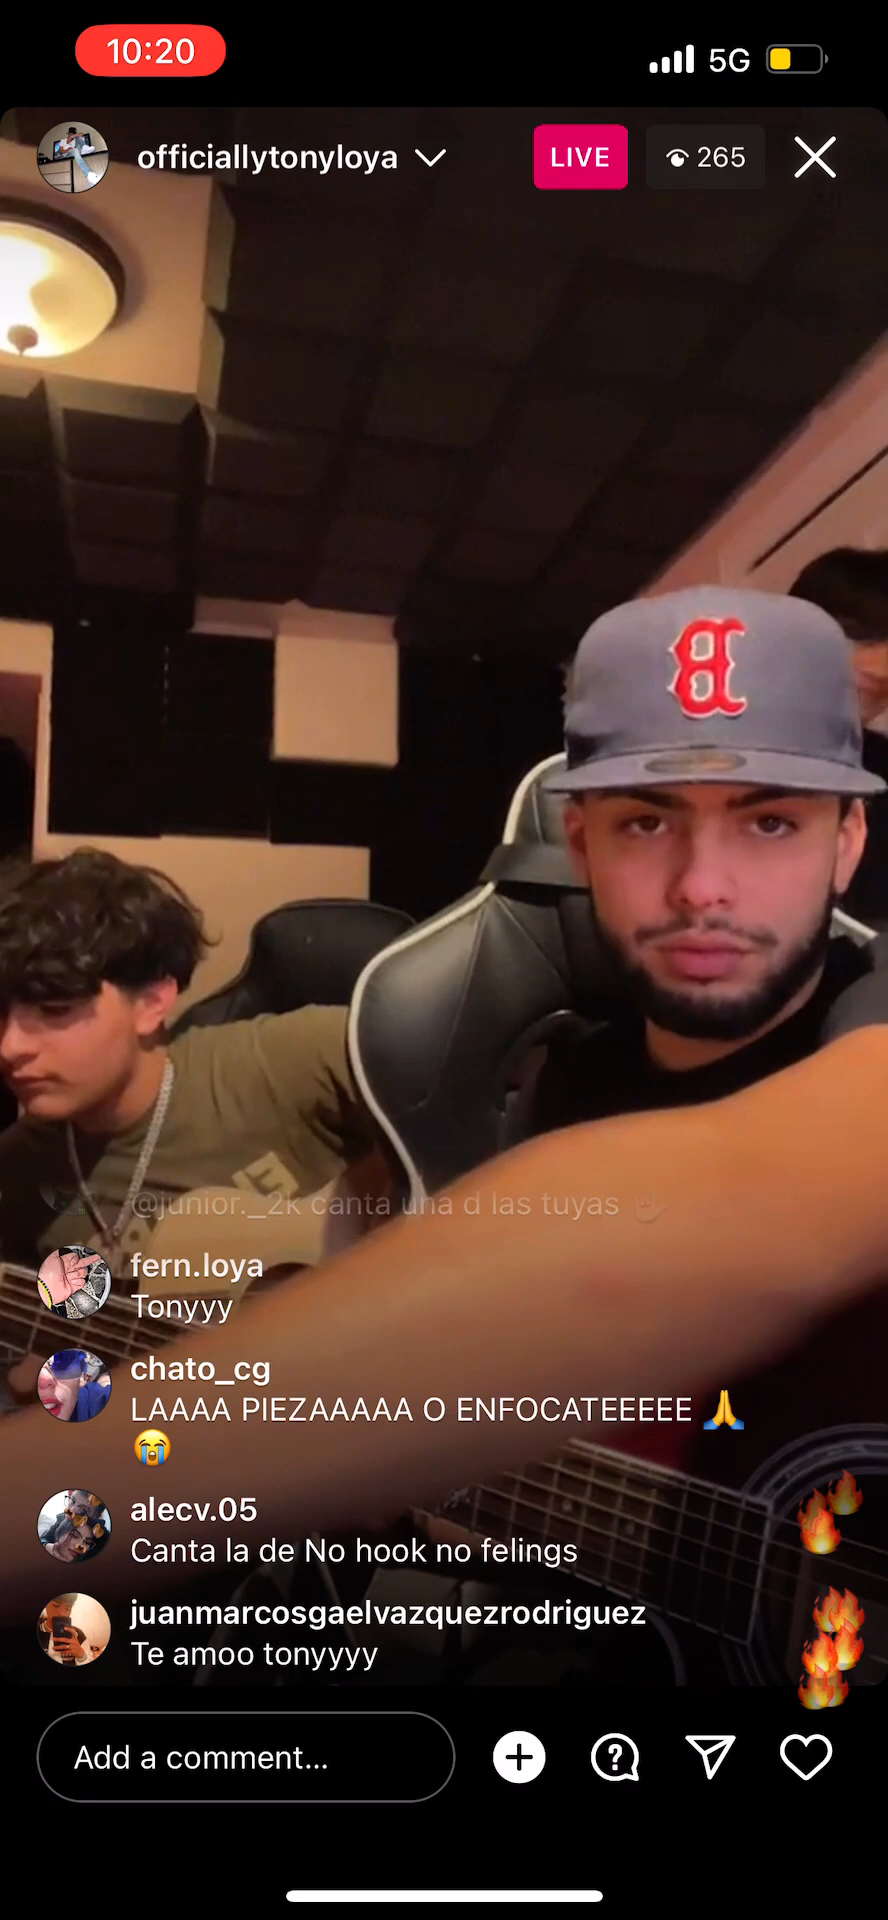 10:20
5G
officiallytonyloya
LIVE
265
B
@junior._2k canta una d las tuyas 🖐
fern.loya
Tonyyy
chato_cg
LAAAA PIEZAAAAA O ENFOCATEEEEE 🙏
😭
alecv.05
Canta la de No hook no felings
juanmarcosgaelvazquezrodriguez
Te amoo tonyyyy
Add a comment...